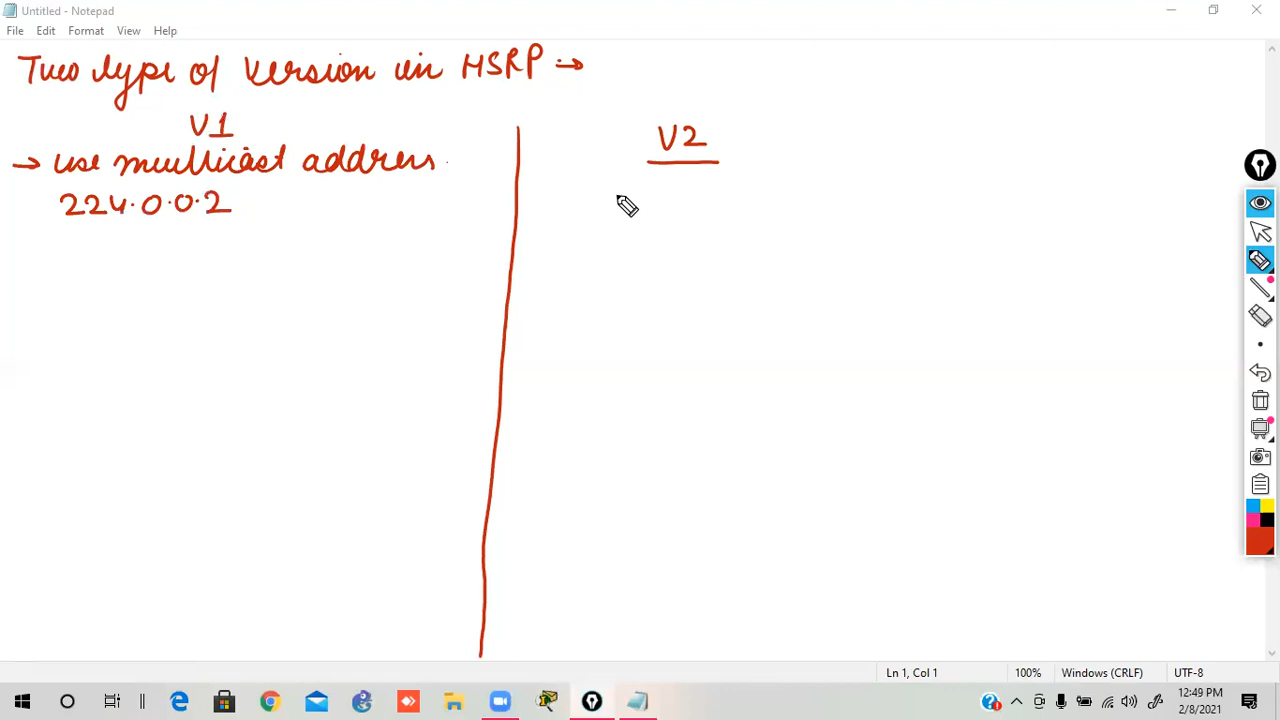 Untitled - Notepad
File Edit Format View Help
Two type of Version in HSRP →
V1
→ use multicast address
224.0.0.2
V2
Ln 1, Col 1 100% Windows (CRLF) UTF-8
12:49 PM
2/8/2021